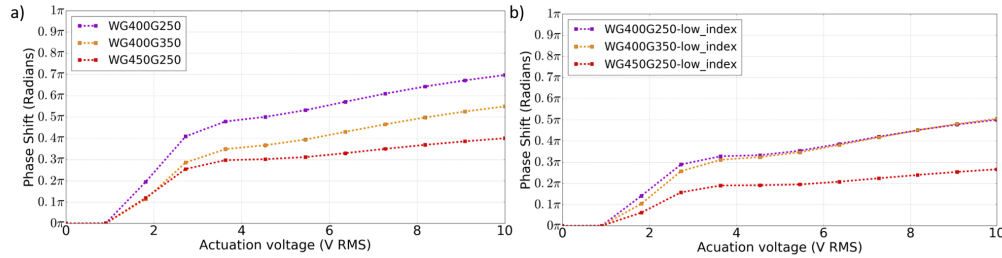 a)
WG400G250
WG400G350
WG450G250
Phase Shift (Radians)
1π
0.9π
0.8π
0.7π
0.6π
0.5π
0.4π
0.3π
0.2π
0.1π
0π
0 2 4 6 8 10
Actuation voltage (V RMS)
b)
WG400G250-low_index
WG400G350-low_index
WG450G250-low_index
Phase Shift (Radians)
1π
0.9π
0.8π
0.7π
0.6π
0.5π
0.4π
0.3π
0.2π
0.1π
0π
0 2 4 6 8 10
Acuation voltage (V RMS)